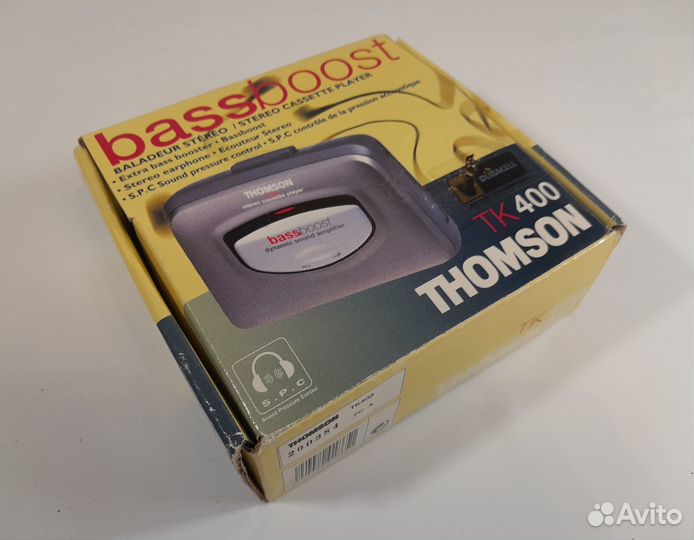 bassboost
BALADEUR STÉRÉO / STEREO CASSETTE PLAYER
• Extra bass booster • Bassboost
• Stereo earphone • Ecouteur Stereo
• S.P.C Sound pressure control • S.P.C contrôle de la pression acoustique
DURACELL
THOMSON
stereo cassette player
bassboost
dynamic sound amplifier
TK 400
THOMSON
TK
S.P.C
Sound Pressure Control
THOMSON TK400
200384 PC. A
Avito